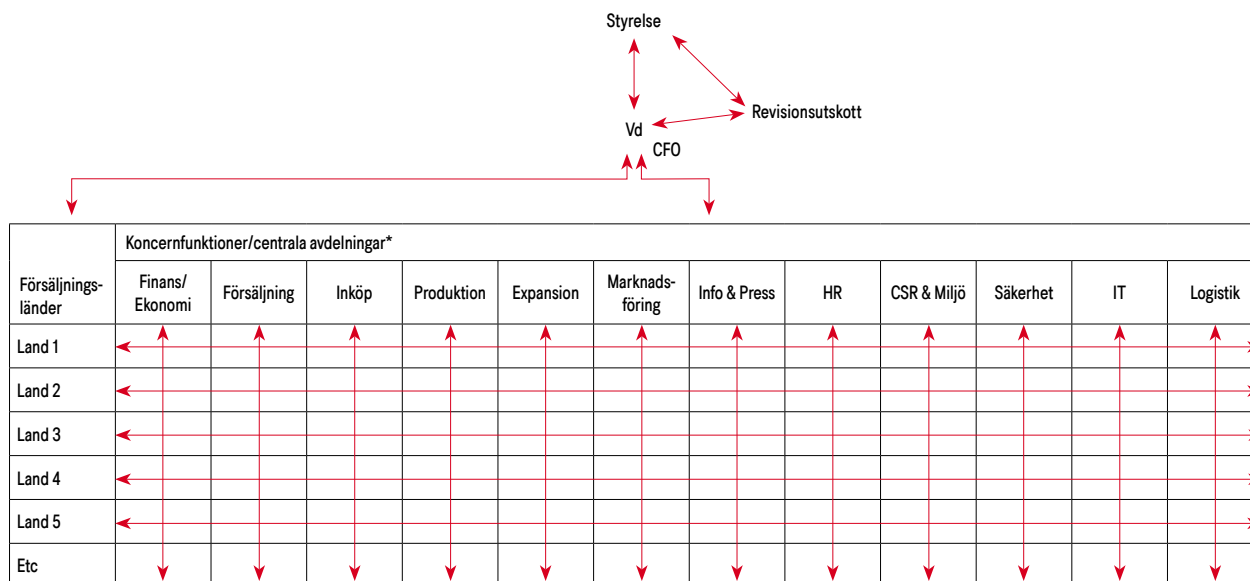 Styrelse
Revisionsutskott
Vd
CFO
Koncernfunktioner/centrala avdelningar*
Försäljnings-
länder
Finans/
Ekonomi
Försäljning
Inköp
Produktion
Expansion
Marknads-
föring
Info & Press
HR
CSR & Miljö
Säkerhet
IT
Logistik
Land 1
Land 2
Land 3
Land 4
Land 5
Etc